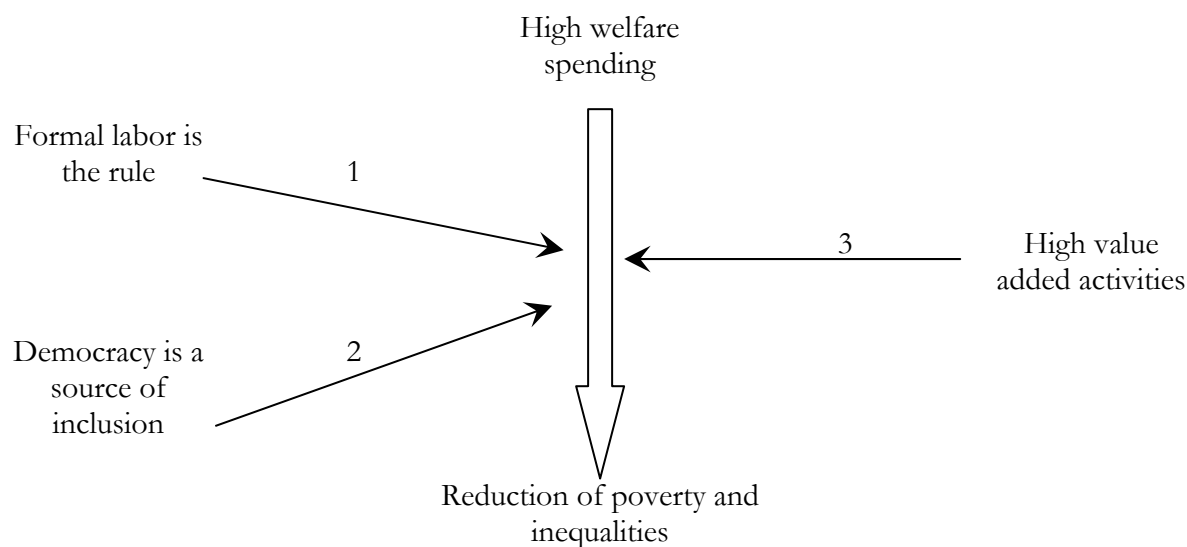 High welfare
spending
Formal labor is
the rule
1
3
High value
added activities
Democracy is a
source of
inclusion
2
Reduction of poverty and
inequalities